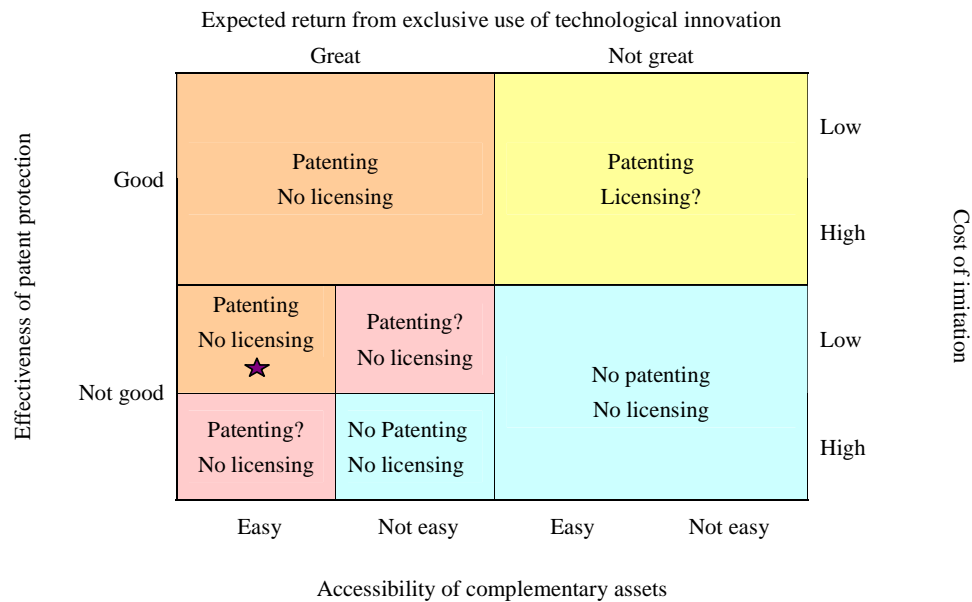 Expected return from exclusive use of technological innovation
Great
Not great
Effectiveness of patent protection
Good
Not good
Patenting
No licensing
Patenting
Licensing?
Patenting
No licensing
Patenting?
No licensing
Patenting?
No licensing
No Patenting
No licensing
No patenting
No licensing
Low
High
Low
High
Cost of imitation
Easy
Not easy
Easy
Not easy
Accessibility of complementary assets